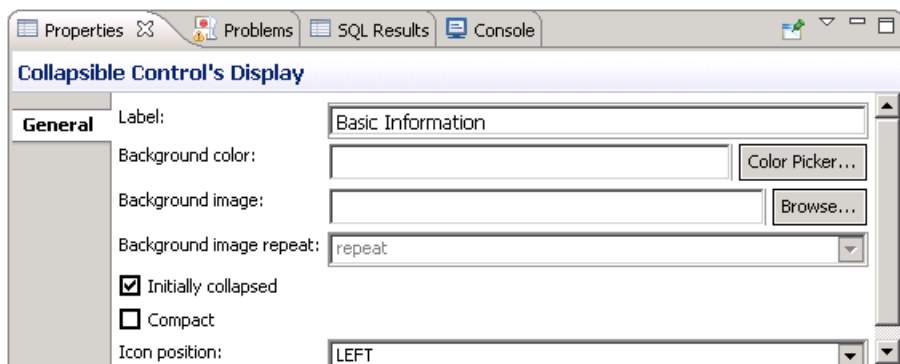 Properties Problems SQL Results Console
Collapsible Control's Display
General
Label: Basic Information
Background color: Color Picker...
Background image: Browse...
Background image repeat: repeat
Initially collapsed
Compact
Icon position: LEFT